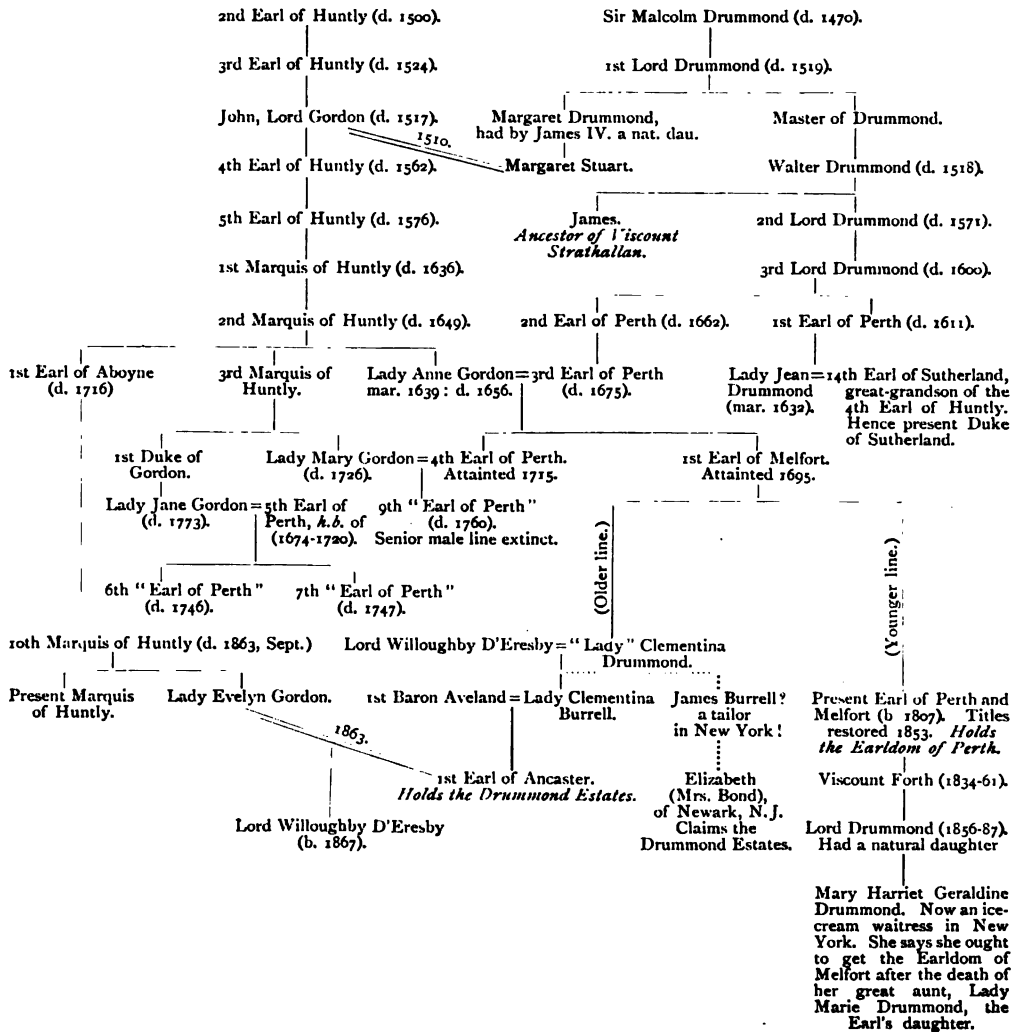 2nd Earl of Huntly (d. 1500).
Sir Malcolm Drummond (d. 1470).
3rd Earl of Huntly (d. 1524).
1st Lord Drummond (d. 1519).
John, Lord Gordon (d. 1517).
1510.
Margaret Drummond,
had by James IV. a nat. dau.
Master of Drummond.
4th Earl of Huntly (d. 1562).
Margaret Stuart.
Walter Drummond (d. 1518).
5th Earl of Huntly (d. 1576).
James.
Ancestor of Viscount
Strathallan.
2nd Lord Drummond (d. 1571).
1st Marquis of Huntly (d. 1636).
3rd Lord Drummond (d. 1600).
2nd Marquis of Huntly (d. 1649).
2nd Earl of Perth (d. 1662).
1st Earl of Perth (d. 1611).
1st Earl of Aboyne
(d. 1716)
3rd Marquis of
Huntly.
Lady Anne Gordon=3rd Earl of Perth
mar. 1639: d. 1656.
(d. 1675).
Lady Jean=14th Earl of Sutherland,
Drummond
(mar. 1632).
great-grandson of the
4th Earl of Huntly.
Hence present Duke
of Sutherland.
1st Duke of
Gordon.
Lady Mary Gordon=4th Earl of Perth.
(d. 1726).
Attainted 1715.
1st Earl of Melfort.
Attainted 1695.
Lady Jane Gordon=5th Earl of
(d. 1773).
Perth, h.b. of
(1674-1720).
9th "Earl of Perth"
(d. 1760).
Senior male line extinct.
(Older line.)
(Younger line.)
6th "Earl of Perth"
(d. 1746).
7th "Earl of Perth"
(d. 1747).
10th Marquis of Huntly (d. 1863, Sept.)
Lord Willoughby D'Eresby="Lady" Clementina
Drummond.
Present Marquis
of Huntly.
Lady Evelyn Gordon.
1863.
1st Baron Aveland=Lady Clementina
Burrell.
James Burrell?
a tailor
in New York!
Present Earl of Perth and
Melfort (b 1807). Titles
restored 1853. Holds
the Earldom of Perth.
1st Earl of Ancaster.
Holds the Drummond Estates.
Elizabeth
(Mrs. Bond),
of Newark, N.J.
Claims the
Drummond Estates.
Viscount Forth (1834-61).
Lord Willoughby D'Eresby
(b. 1867).
Lord Drummond (1856-87).
Had a natural daughter
Mary Harriet Geraldine
Drummond. Now an ice-
cream waitress in New
York. She says she ought
to get the Earldom of
Melfort after the death of
her great aunt, Lady
Marie Drummond, the
Earl's daughter.